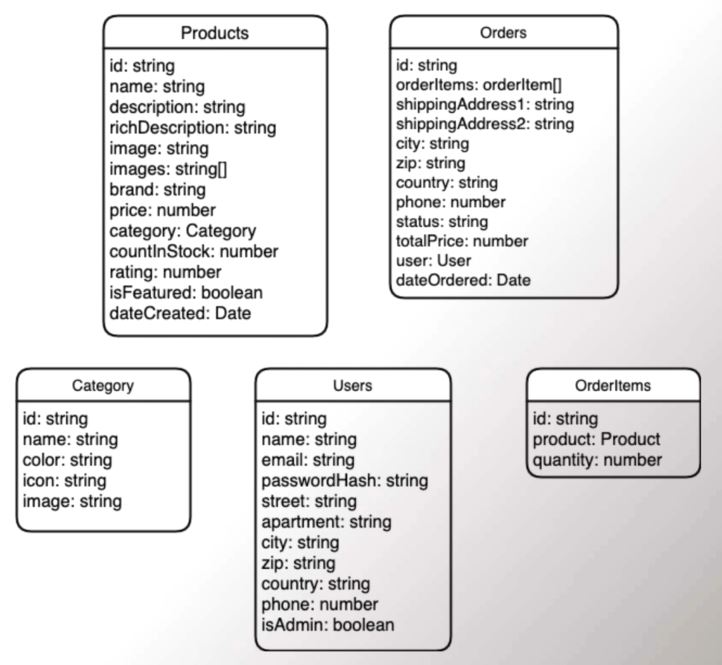 Products
id: string
name: string
description: string
richDescription: string
image: string
images: string[]
brand: string
price: number
category: Category
countInStock: number
rating: number
isFeatured: boolean
dateCreated: Date
Orders
id: string
orderItems: orderItem[]
shippingAddress1: string
shippingAddress2: string
city: string
zip: string
country: string
phone: number
status: string
totalPrice: number
user: User
dateOrdered: Date
Category
id: string
name: string
color: string
icon: string
image: string
Users
id: string
name: string
email: string
passwordHash: string
street: string
apartment: string
city: string
zip: string
country: string
phone: number
isAdmin: boolean
OrderItems
id: string
product: Product
quantity: number